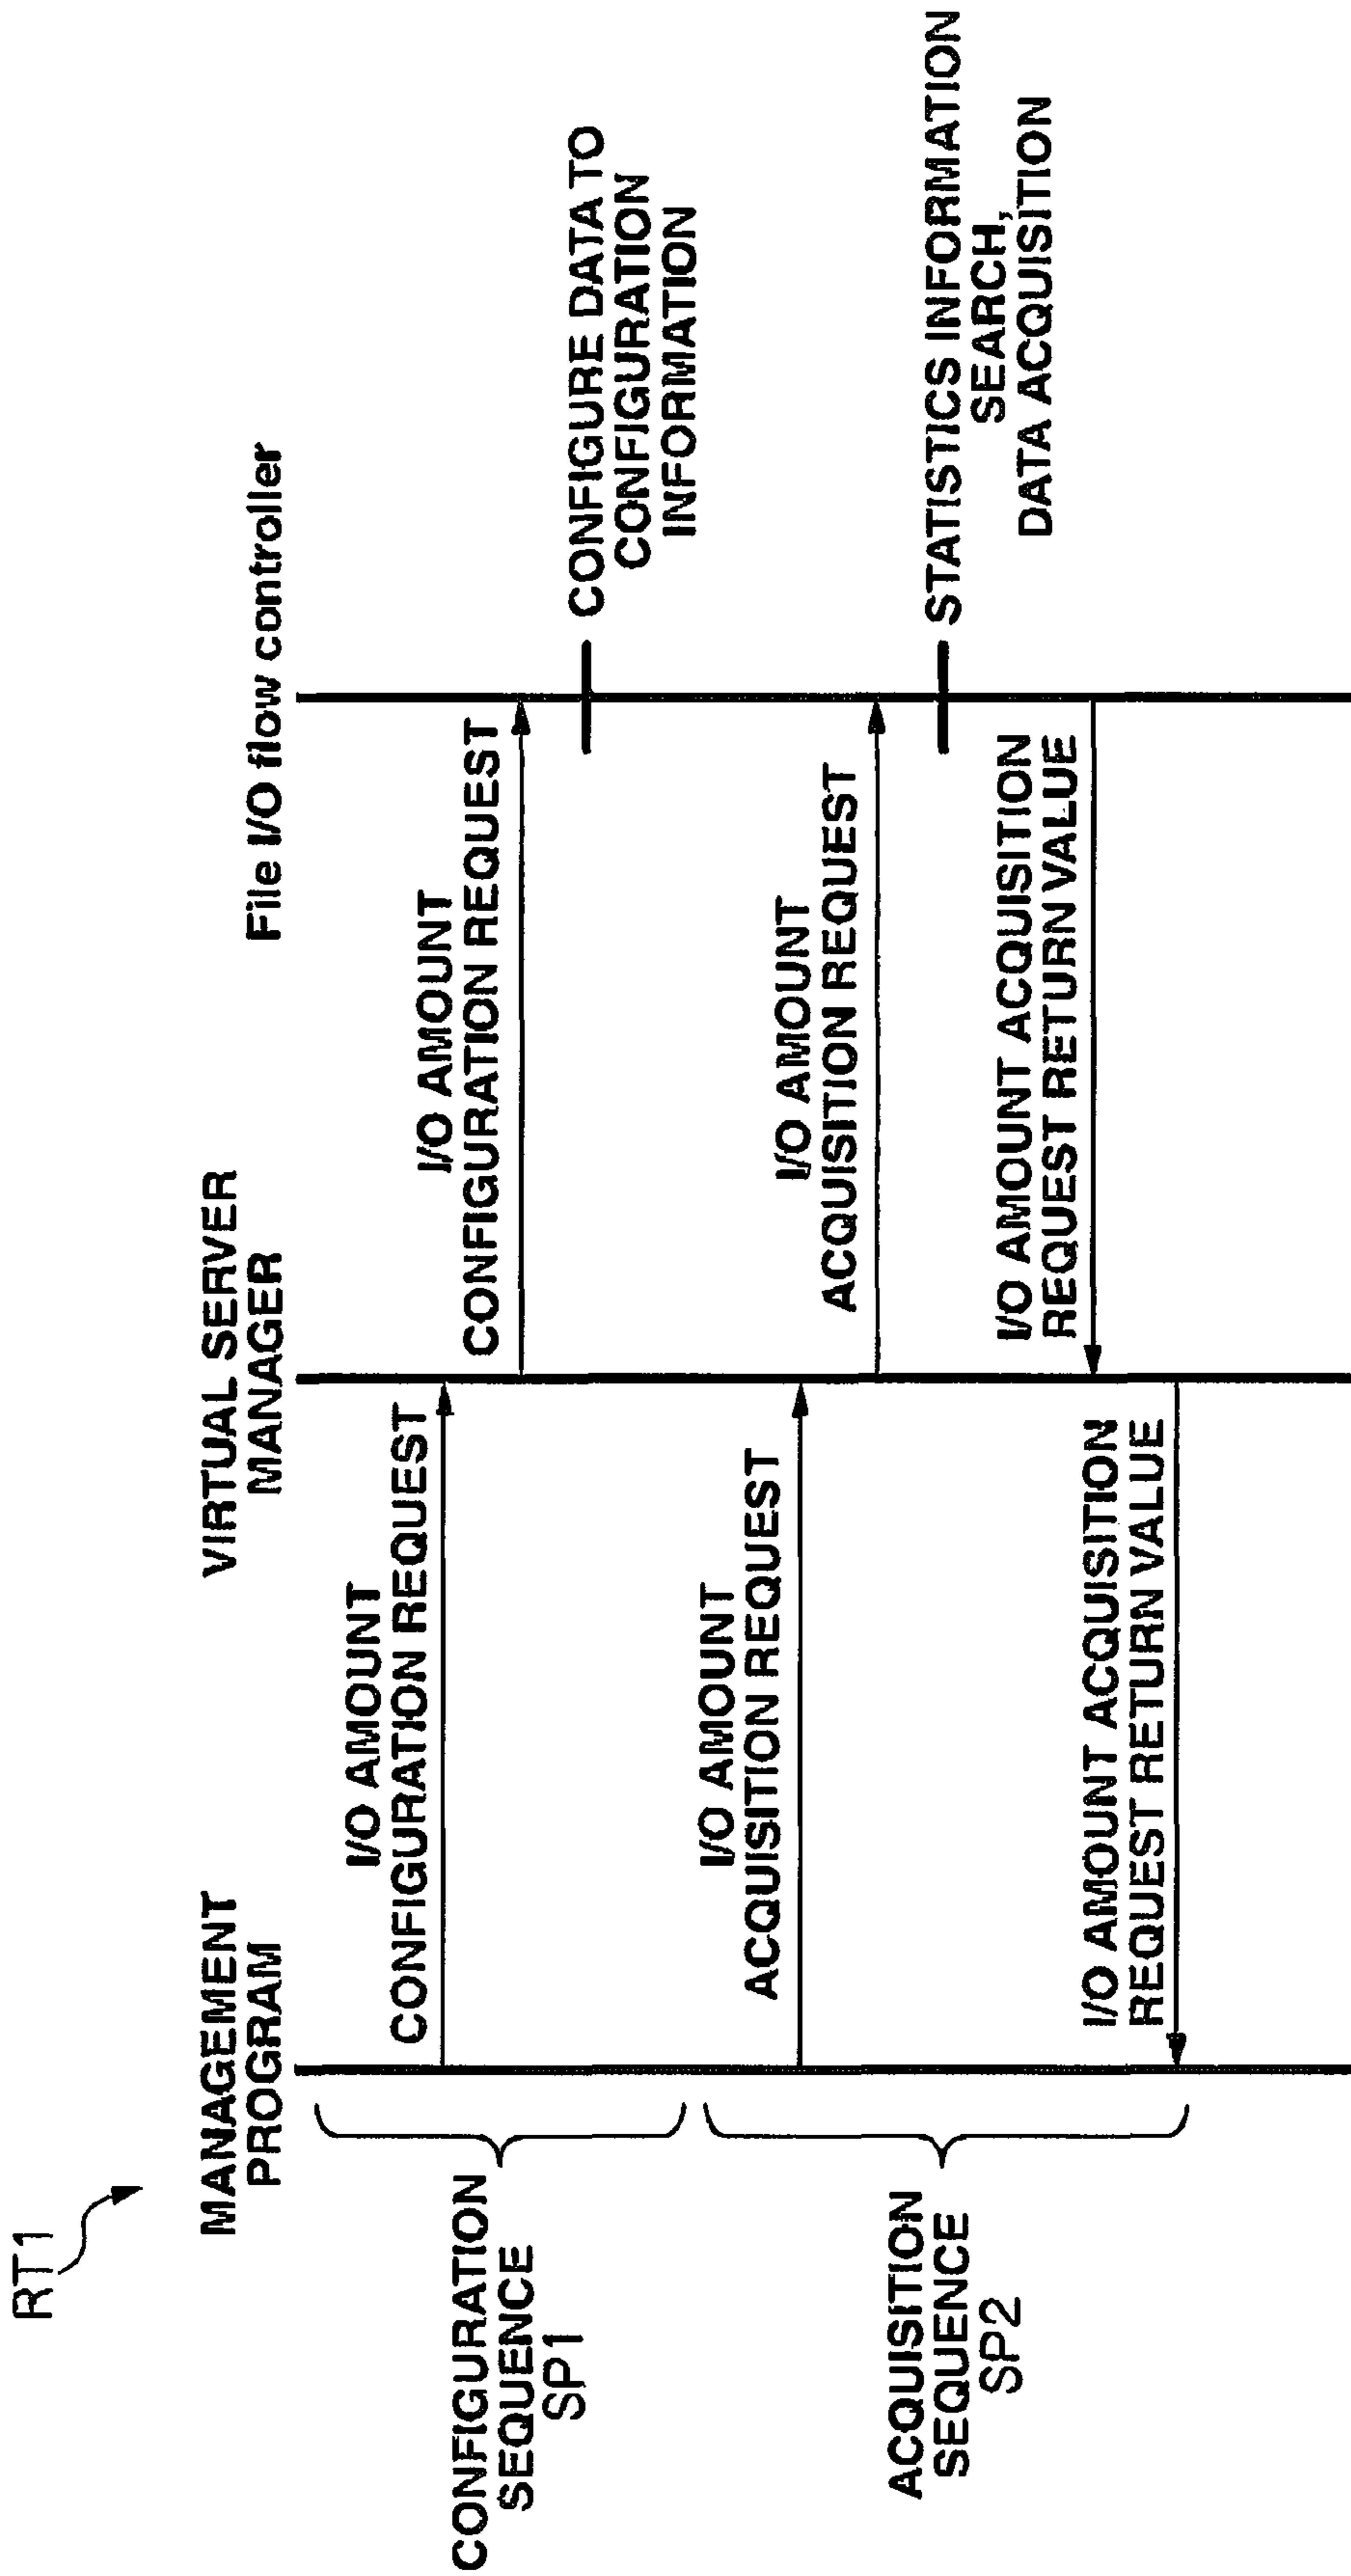 RT1
MANAGEMENT
PROGRAM
VIRTUAL SERVER
MANAGER
File I/O flow controller
CONFIGURATION
SEQUENCE
SP1
I/O AMOUNT
CONFIGURATION REQUEST
I/O AMOUNT
CONFIGURATION REQUEST
CONFIGURE DATA TO
CONFIGURATION
INFORMATION
ACQUISITION
SEQUENCE
SP2
I/O AMOUNT
ACQUISITION REQUEST
I/O AMOUNT
ACQUISITION REQUEST
STATISTICS INFORMATION
SEARCH,
DATA ACQUISITION
I/O AMOUNT ACQUISITION
REQUEST RETURN VALUE
I/O AMOUNT ACQUISITION
REQUEST RETURN VALUE